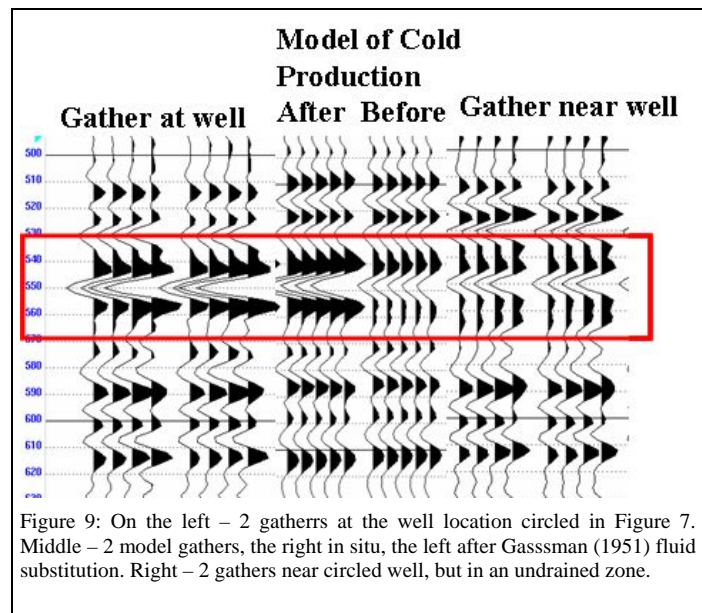 Model of Cold
Production
Gather at well
After Before
Gather near well
500
510
520
530
540
550
560
570
580
590
600
610
620
Figure 9: On the left – 2 gatherrs at the well location circled in Figure 7.
Middle – 2 model gathers, the right in situ, the left after Gasssman (1951) fluid
substitution. Right – 2 gathers near circled well, but in an undrained zone.